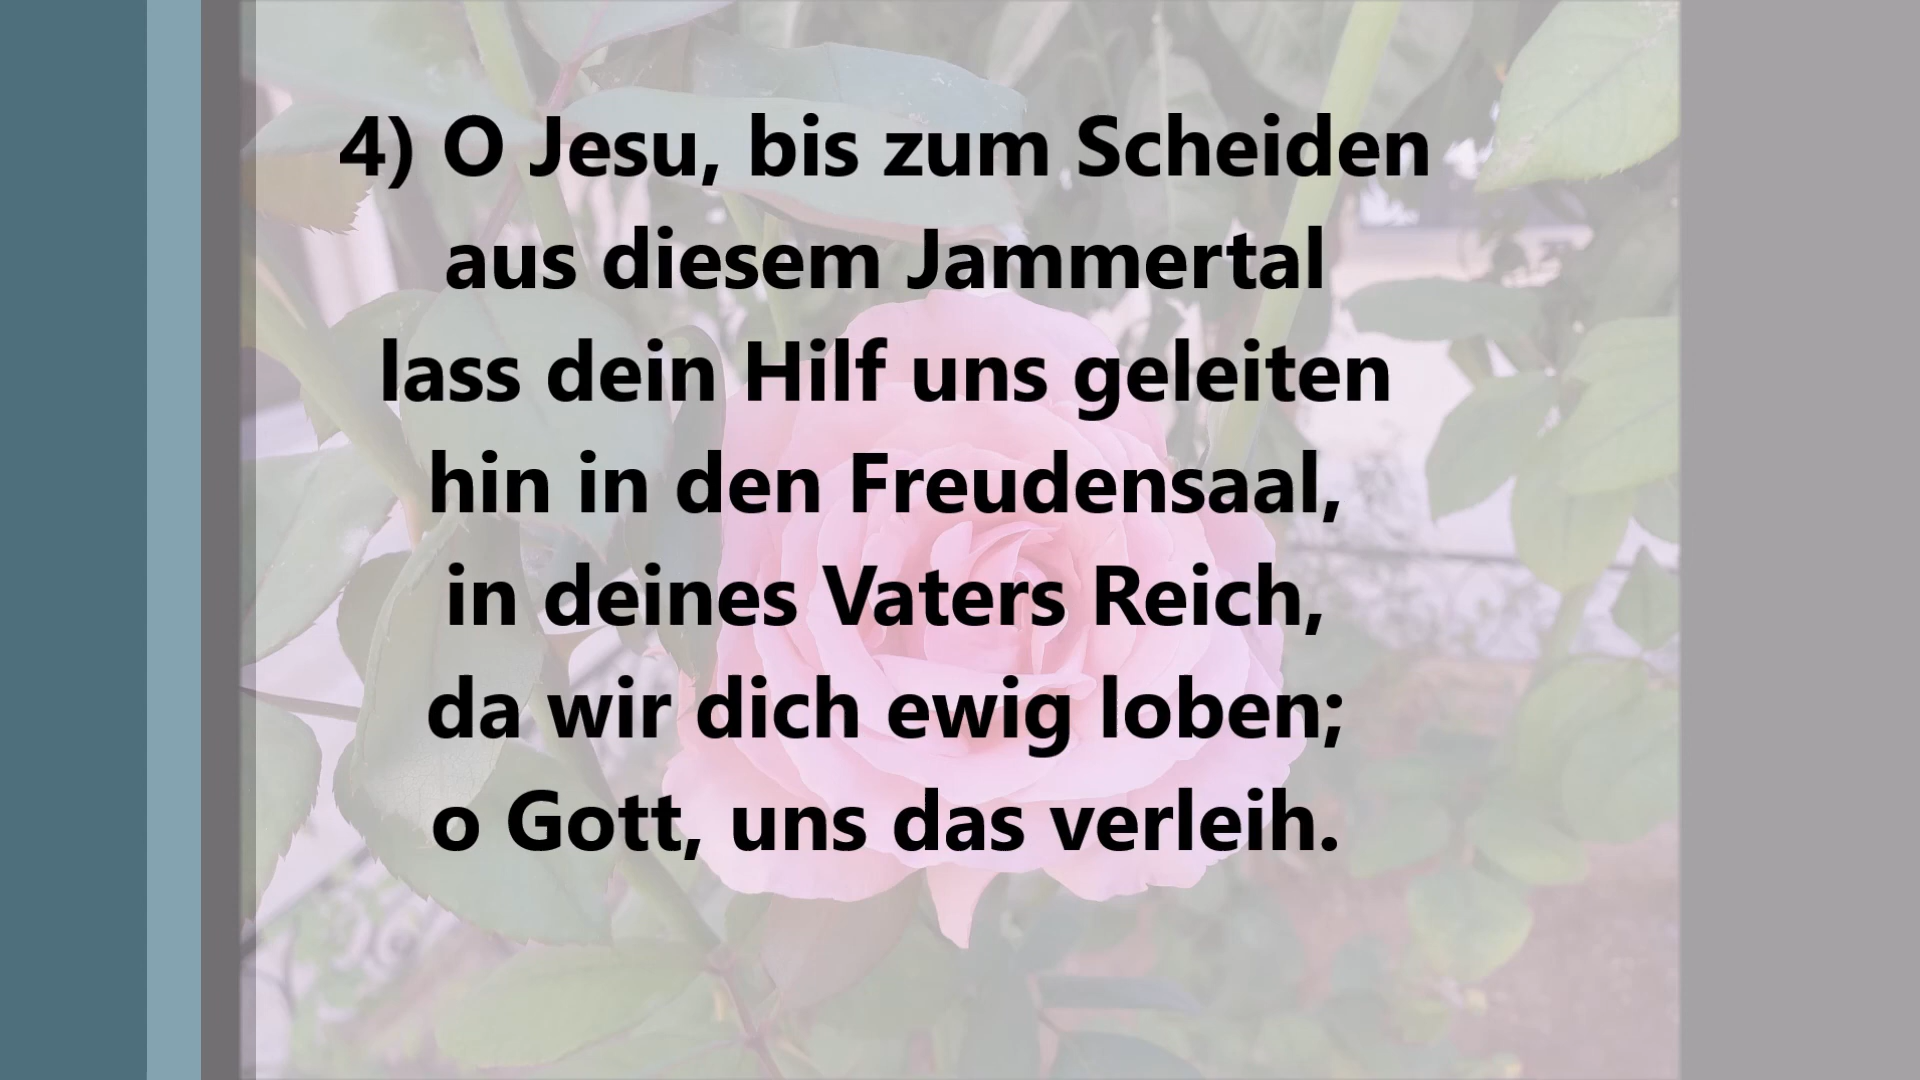 4) O Jesu, bis zum Scheiden
aus diesem Jammertal
lass dein Hilf uns geleiten
hin in den Freudensaal,
in deines Vaters Reich,
da wir dich ewig loben;
o Gott, uns das verleih.